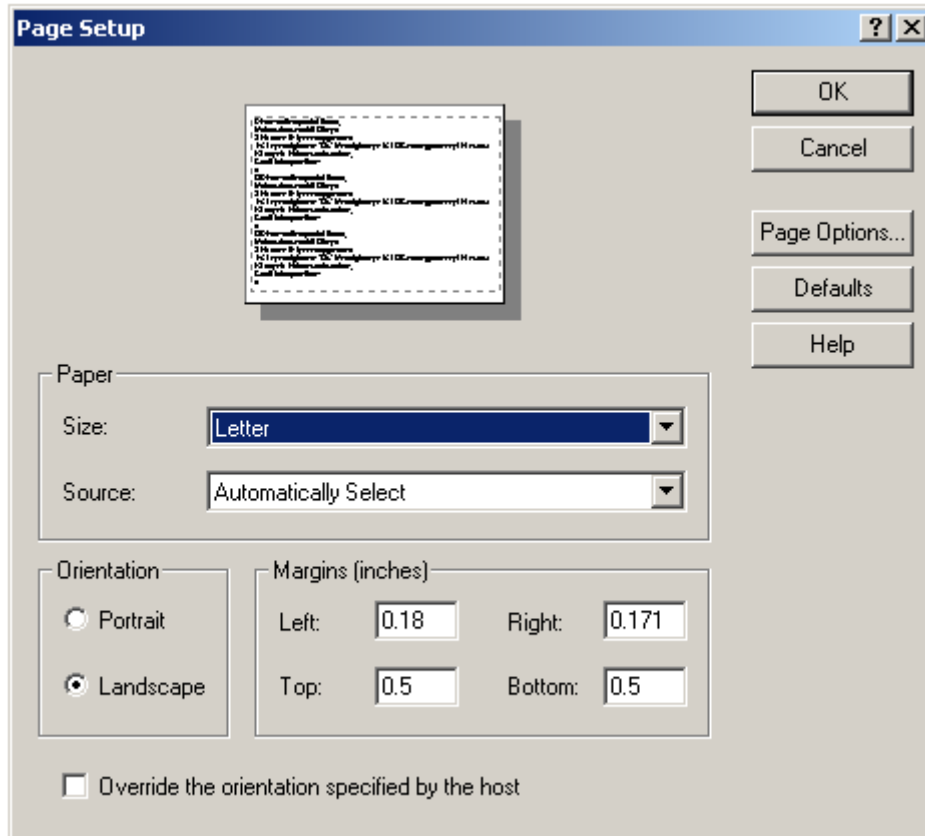 Page Setup
OK
Cancel
Page Options...
Defaults
Help
Paper
Size: Letter
Source: Automatically Select
Orientation
Portrait
Landscape
Margins (inches)
Left: 0.18 Right: 0.171
Top: 0.5 Bottom: 0.5
Override the orientation specified by the host